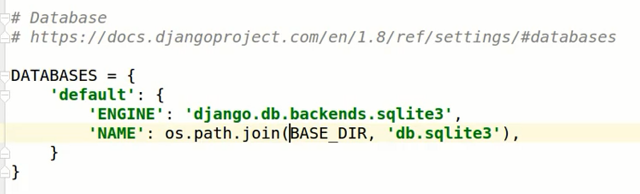 # Database
# https://docs.djangoproject.com/en/1.8/ref/settings/#databases
DATABASES = {
'default': {
'ENGINE': 'django.db.backends.sqlite3',
'NAME': os.path.join(BASE_DIR, 'db.sqlite3'),
}
}